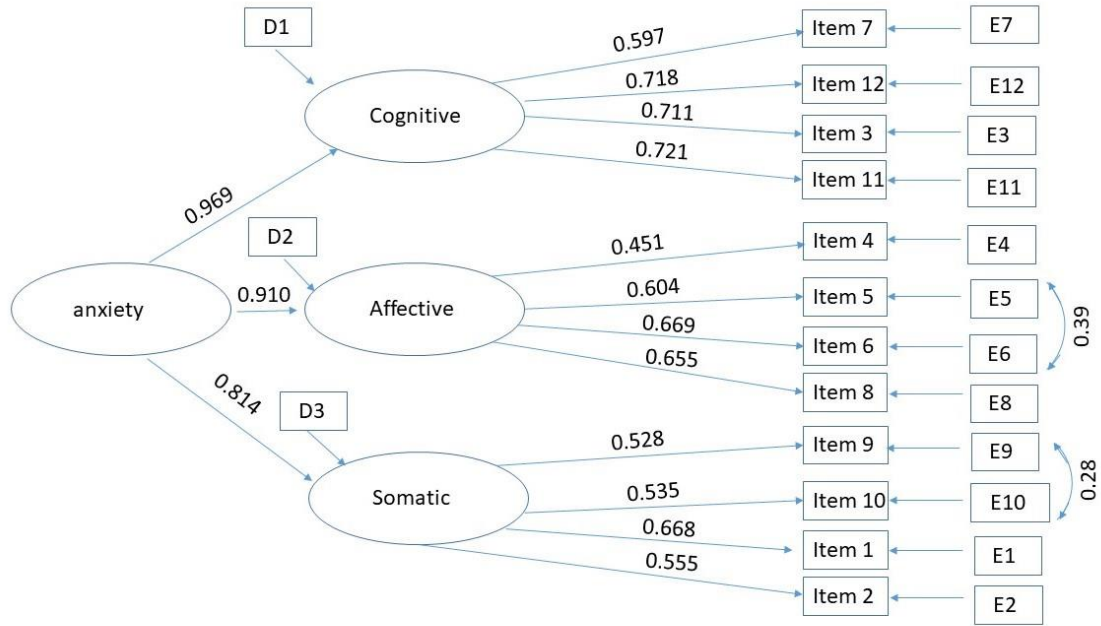 D1
Cognitive
0.597
Item 7
E7
0.718
Item 12
E12
0.711
Item 3
E3
0.721
Item 11
E11
0.969
anxiety
D2
0.910
Affective
0.451
Item 4
E4
0.604
Item 5
E5
0.669
Item 6
E6
0.39
0.655
Item 8
E8
0.814
D3
Somatic
0.528
Item 9
E9
0.535
Item 10
E10
0.28
0.668
Item 1
E1
0.555
Item 2
E2